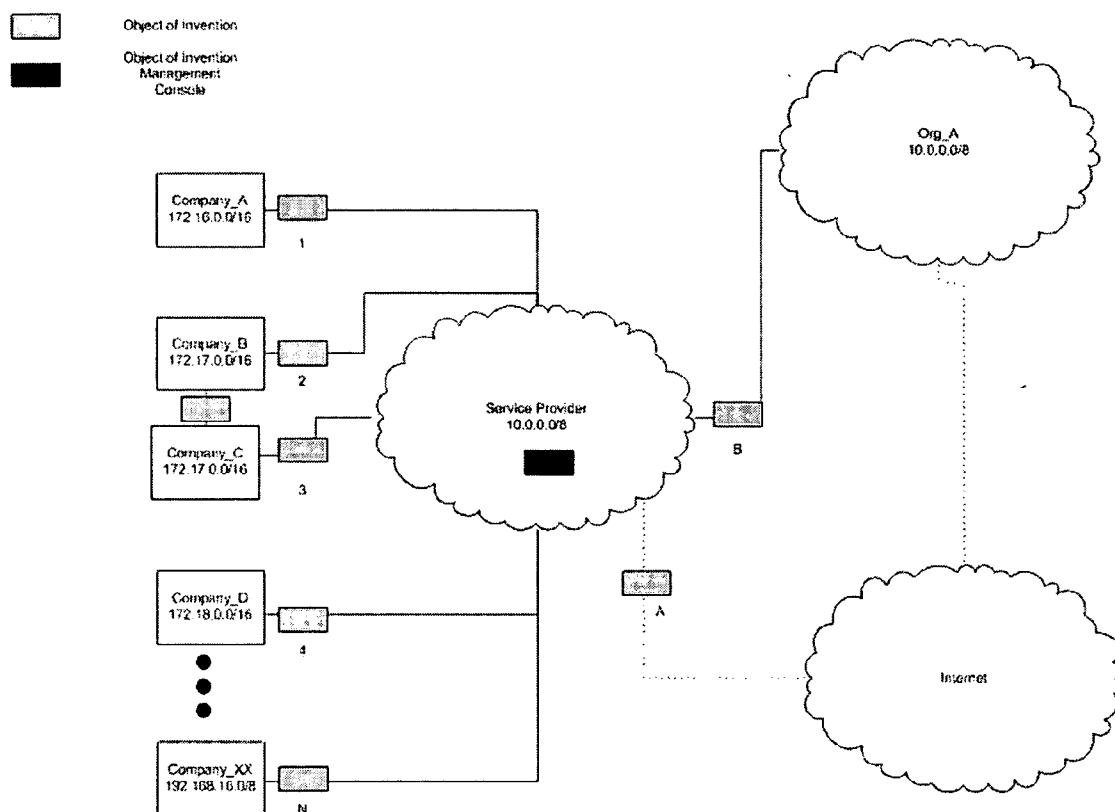 Object of Invention
Object of Invention
Management
Console
Org_A
10.0.0.0/8
Company_A
172.16.0.0/16
1
Company_B
172.17.0.0/16
2
Service Provider
10.0.0.0/8
B
Company_C
172.17.0.0/16
3
Company_D
172.18.0.0/16
4
A
Internet
Company_XX
192.168.16.0/8
N